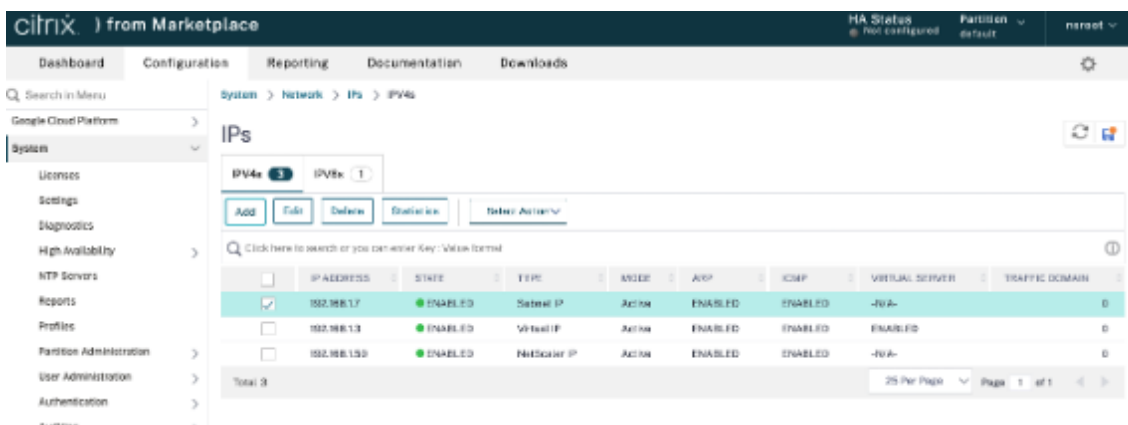 citrix. ) from Marketplace
HA Status
Not configured
Partition
default
nsroot
Dashboard Configuration Reporting Documentation Downloads
Search in Menu
System > Network > IPs > IPV4s
Google Cloud Platform
System
IPs
Licenses
IPV4s 3 IPV6s 1
Settings
Add Edit Delete Statistics Select Action
Diagnostics
High Availability
Click here to search or you can enter Key : Value format
NTP Servers
IP ADDRESS STATE TYPE MODE ARP ICMP VIRTUAL SERVER TRAFFIC DOMAIN
Reports
192.168.1.7 ENABLED Subnet IP Active ENABLED ENABLED -N/A- 0
Profiles
192.168.1.3 ENABLED Virtual IP Active ENABLED ENABLED ENABLED 0
Partition Administration
192.168.1.50 ENABLED NetScaler IP Active ENABLED ENABLED -N/A- 0
User Administration
Total 3 25 Per Page Page 1 of 1
Authentication